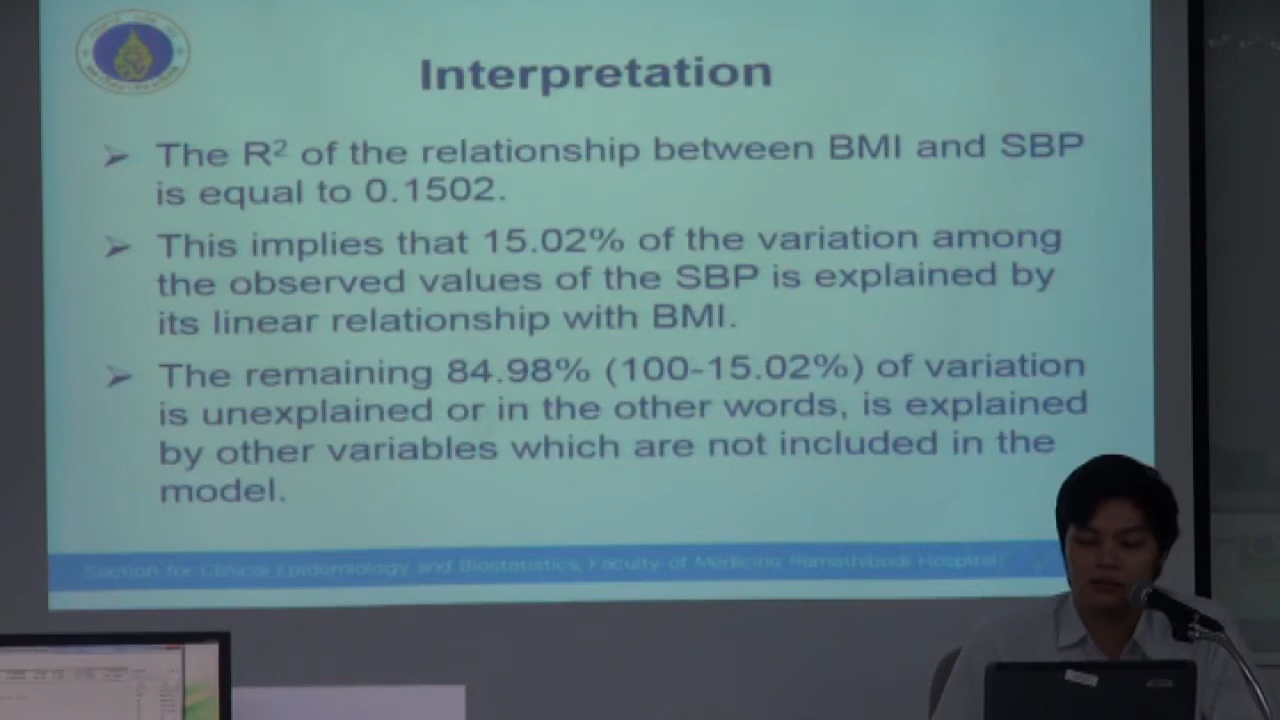 Interpretation
The R² of the relationship between BMI and SBP
is equal to 0.1502.
This implies that 15.02% of the variation among
the observed values of the SBP is explained by
its linear relationship with BMI.
The remaining 84.98% (100-15.02%) of variation
is unexplained or in the other words, is explained
by other variables which are not included in the
model.
Section for Clinical Epidemiology and Biostatistics, Faculty of Medicine Ramathibodi Hospital